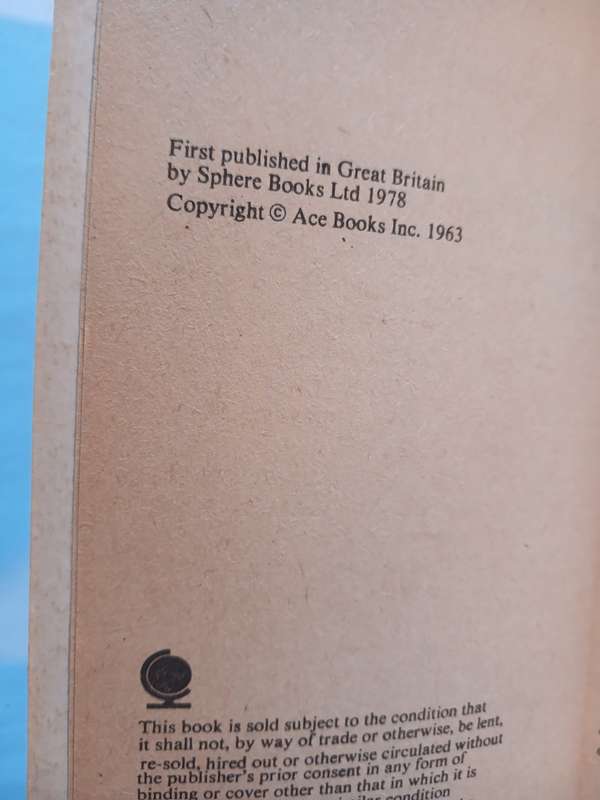 First published in Great Britain
by Sphere Books Ltd 1978
Copyright © Ace Books Inc. 1963
This book is sold subject to the condition that
it shall not, by way of trade or otherwise, be lent,
re-sold, hired out or otherwise circulated without
the publisher's prior consent in any form of
binding or cover other than that in which it is
condition